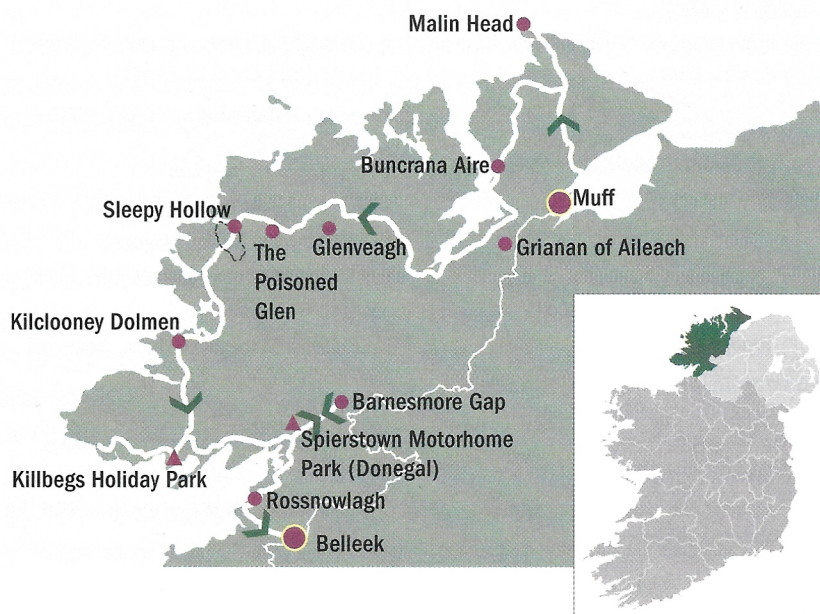 Malin Head
Buncrana Aire
Muff
Sleepy Hollow
The
Poisoned
Glen
Glenveagh
Grianan of Aileach
Kilclooney Dolmen
Barnesmore Gap
Spierstown Motorhome
Park (Donegal)
Killbegs Holiday Park
Rossnowlagh
Belleek